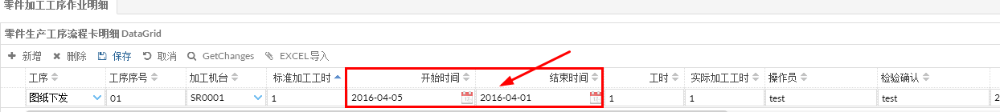 零件加工工序作业明细
零件生产工序流程卡明细 DataGrid
新增 删除 保存 取消 GetChanges EXCEL导入
工序 工序序号 加工机台 标准加工工时 开始时间 结束时间 工时 实际加工工时 操作员 检验确认
图纸下发 01 SR0001 1 2016-04-05 2016-04-01 1 1 test test 2